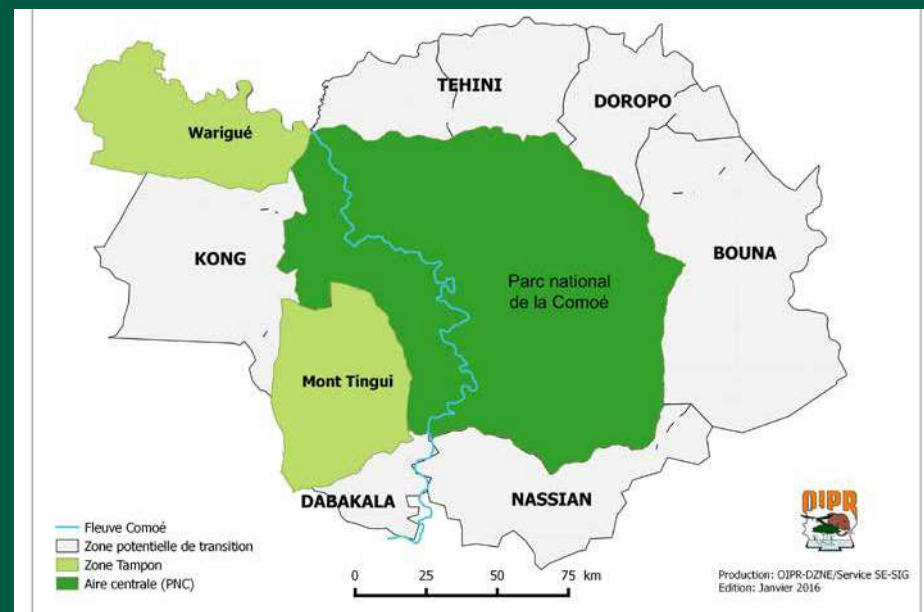 TEHINI
DOROPO
Warigué
KONG
BOUNA
Parc national
de la Comoé
Mont Tingui
DABAKALA
NASSIAN
Fleuve Comoé
Zone potentielle de transition
Zone Tampon
Aire centrale (PNC)
0 25 50 75 km
OIPR
Production: OIPR-DZNE/Service SE-SIG
Edition: Janvier 2016